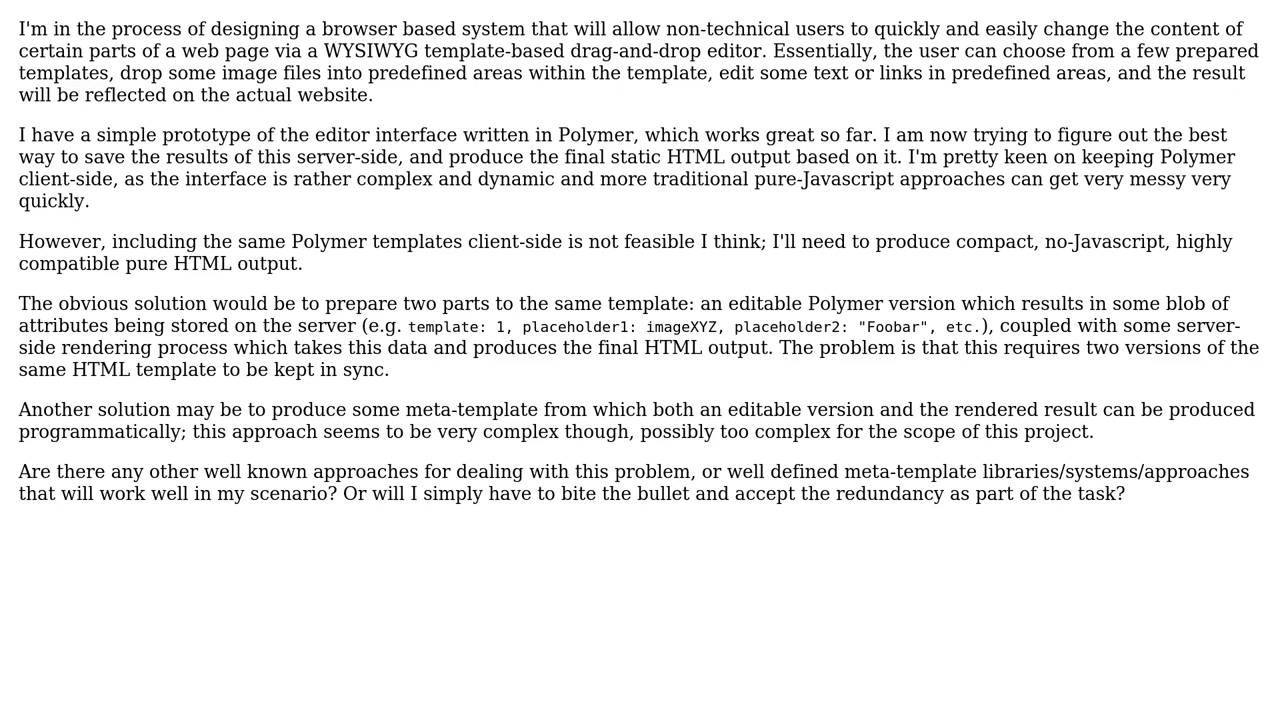 I'm in the process of designing a browser based system that will allow non-technical users to quickly and easily change the content of
certain parts of a web page via a WYSIWYG template-based drag-and-drop editor. Essentially, the user can choose from a few prepared
templates, drop some image files into predefined areas within the template, edit some text or links in predefined areas, and the result
will be reflected on the actual website.
I have a simple prototype of the editor interface written in Polymer, which works great so far. I am now trying to figure out the best
way to save the results of this server-side, and produce the final static HTML output based on it. I'm pretty keen on keeping Polymer
client-side, as the interface is rather complex and dynamic and more traditional pure-Javascript approaches can get very messy very
quickly.
However, including the same Polymer templates client-side is not feasible I think; I'll need to produce compact, no-Javascript, highly
compatible pure HTML output.
The obvious solution would be to prepare two parts to the same template: an editable Polymer version which results in some blob of
attributes being stored on the server (e.g. template: 1, placeholder1: imageXYZ, placeholder2: "Foobar", etc.), coupled with some server-
side rendering process which takes this data and produces the final HTML output. The problem is that this requires two versions of the
same HTML template to be kept in sync.
Another solution may be to produce some meta-template from which both an editable version and the rendered result can be produced
programmatically; this approach seems to be very complex though, possibly too complex for the scope of this project.
Are there any other well known approaches for dealing with this problem, or well defined meta-template libraries/systems/approaches
that will work well in my scenario? Or will I simply have to bite the bullet and accept the redundancy as part of the task?